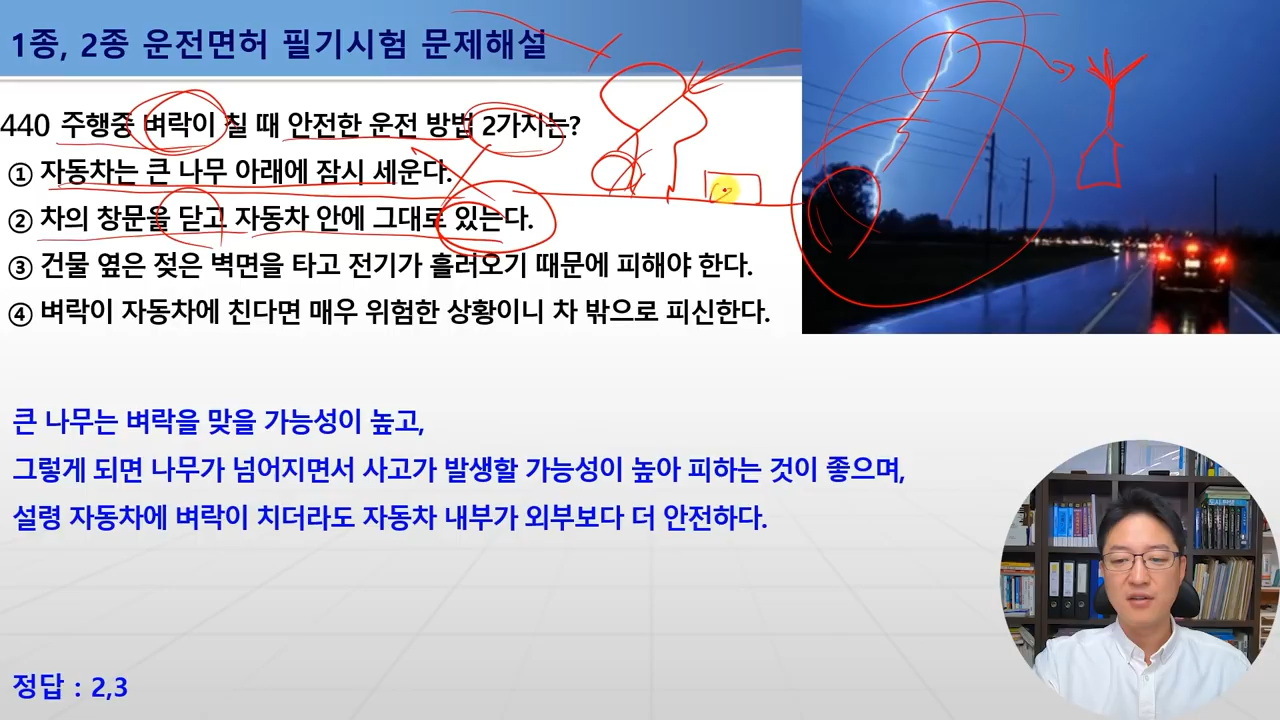 1종, 2종 운전면허 필기시험 문제해설
440 주행중 벼락이 칠 때 안전한 운전 방법 2가지는?
① 자동차는 큰 나무 아래에 잠시 세운다.
② 차의 창문을 닫고 자동차 안에 그대로 있는다.
③ 건물 옆은 젖은 벽면을 타고 전기가 흘러오기 때문에 피해야 한다.
④ 벼락이 자동차에 친다면 매우 위험한 상황이니 차 밖으로 피신한다.
큰 나무는 벼락을 맞을 가능성이 높고,
그렇게 되면 나무가 넘어지면서 사고가 발생할 가능성이 높아 피하는 것이 좋으며,
설령 자동차에 벼락이 치더라도 자동차 내부가 외부보다 더 안전하다.
정답 : 2,3